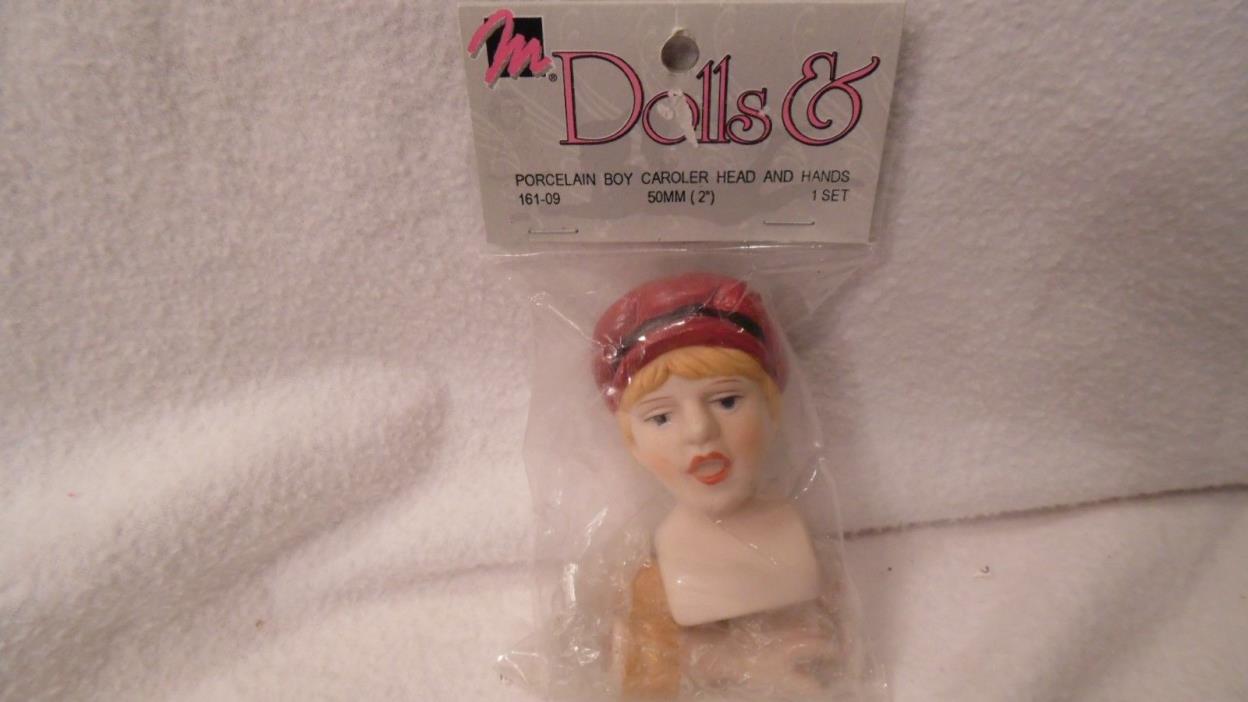 m®
Dolls &
PORCELAIN BOY CAROLER HEAD AND HANDS
161-09 50MM ( 2") 1 SET